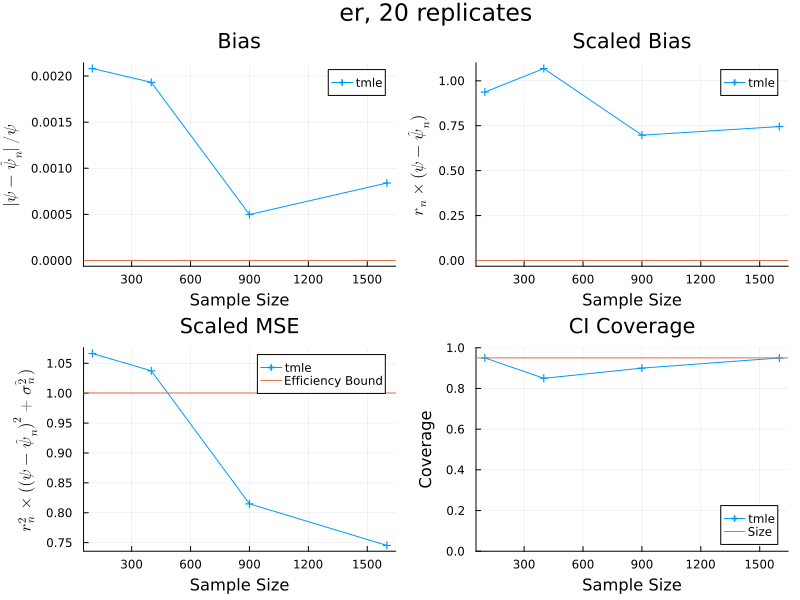 er, 20 replicates
Bias
|ψ − ψ̂ₙ| / ψ
0.0020
0.0015
0.0010
0.0005
0.0000
tmle
300 600 900 1200 1500
Sample Size
Scaled Bias
rₙ × (ψ − ψ̂ₙ)
1.00
0.75
0.50
0.25
0.00
tmle
300 600 900 1200 1500
Sample Size
Scaled MSE
rₙ² × ((ψ − ψ̂ₙ)² + σ̂ₙ²)
1.05
1.00
0.95
0.90
0.85
0.80
0.75
tmle
Efficiency Bound
300 600 900 1200 1500
Sample Size
CI Coverage
Coverage
1.0
0.8
0.6
0.4
0.2
0.0
tmle
Size
300 600 900 1200 1500
Sample Size